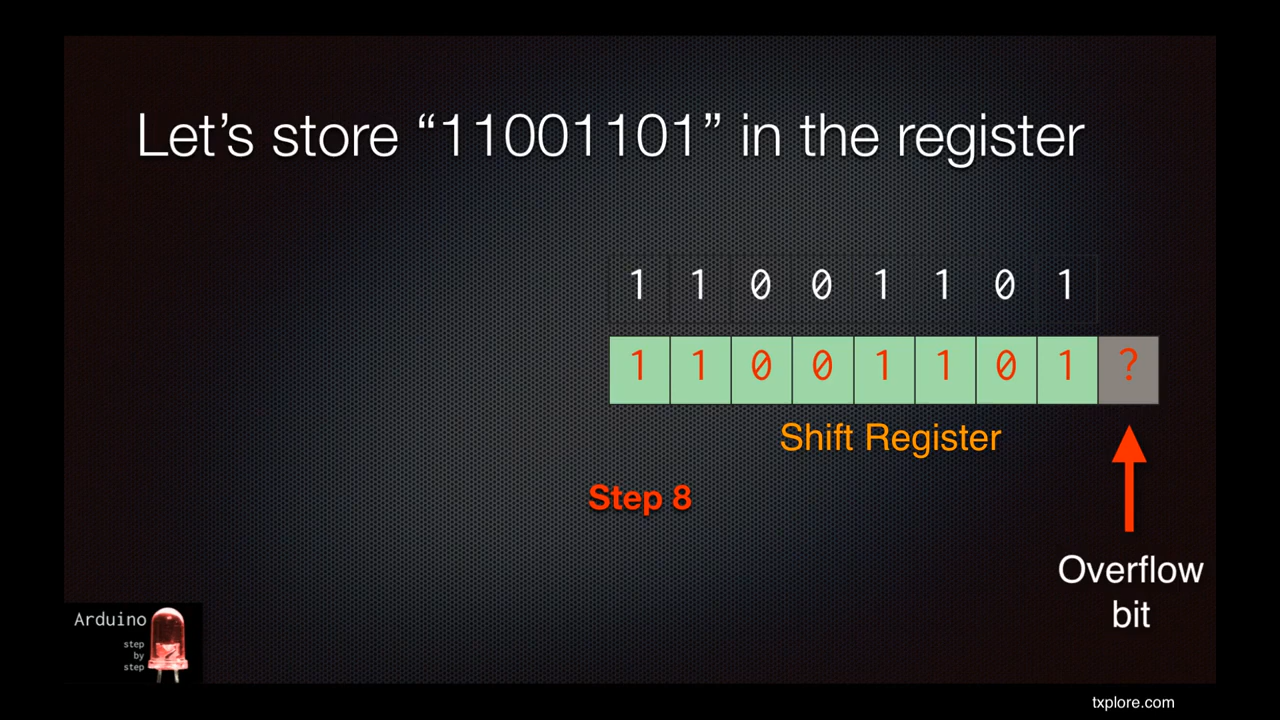 Let’s store “11001101” in the register
1 1 0 0 1 1 0 1
1 1 0 0 1 1 0 1 ?
Shift Register
Step 8
Overflow
bit
Arduino
step
by
step
txplore.com